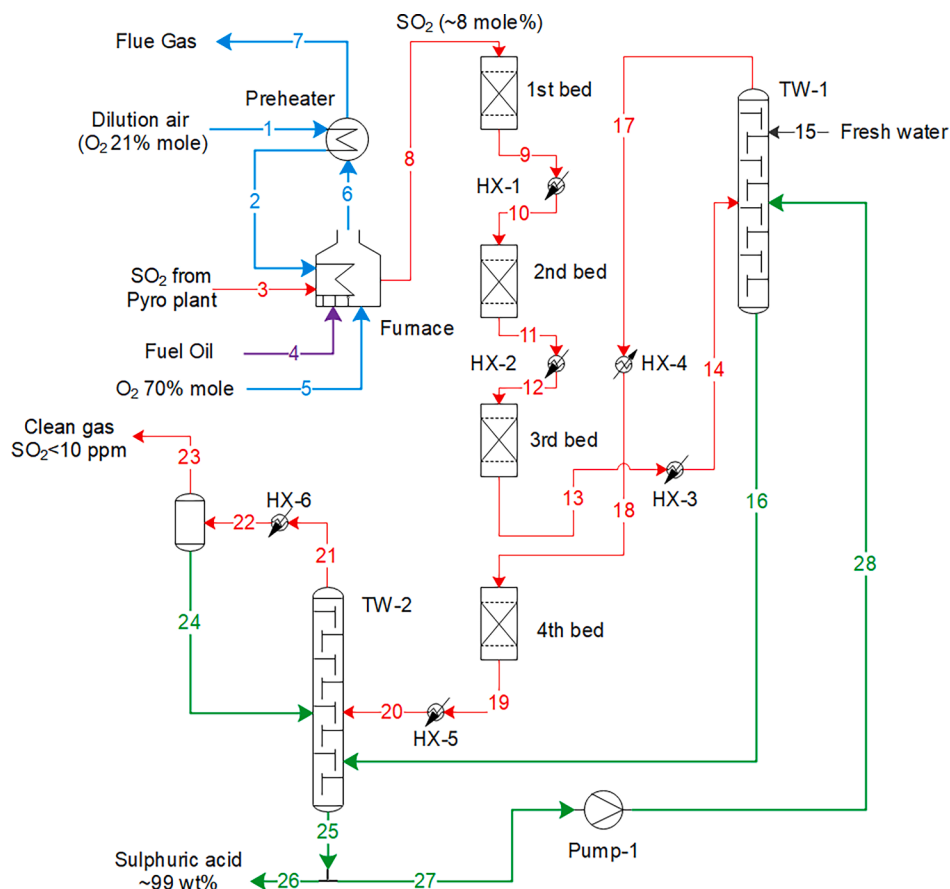 SO₂ (~8 mole%)
Flue Gas
7
Preheater
Dilution air
(O₂ 21% mole)
1
2
6
8
SO₂ from
Pyro plant
3
Furnace
Fuel Oil
4
O₂ 70% mole
5
1st bed
9
HX-1
10
2nd bed
11
HX-2
12
3rd bed
13
HX-3
14
17
HX-4
18
TW-1
15
Fresh water
16
28
Clean gas
SO₂<10 ppm
23
HX-6
22
21
24
TW-2
4th bed
19
20
HX-5
25
Sulphuric acid
~99 wt%
26
27
Pump-1